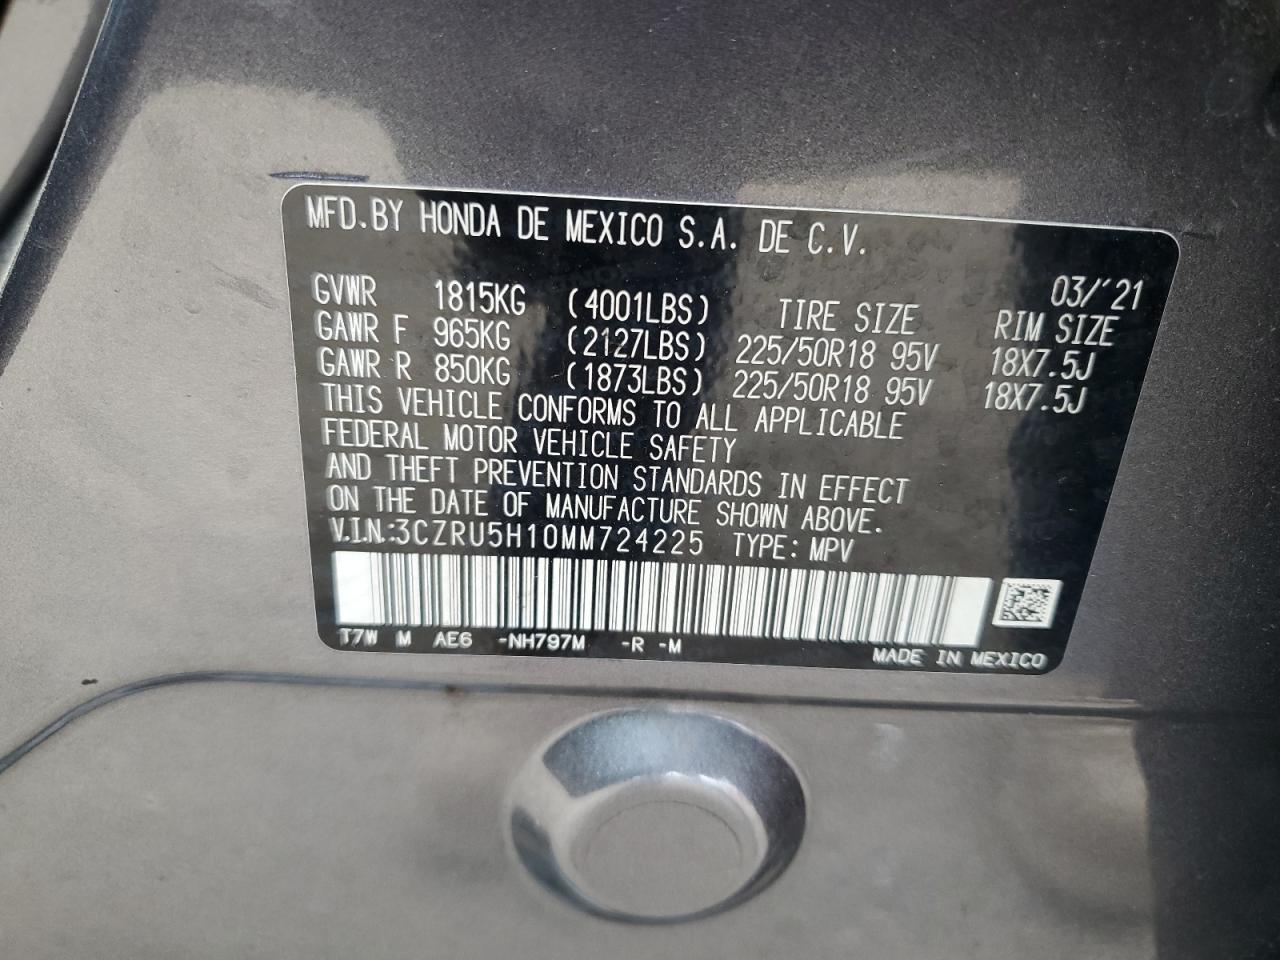 MFD.BY HONDA DE MEXICO S.A. DE C.V.
03/'21
GVWR 1815KG (4001LBS) TIRE SIZE RIM SIZE
GAWR F 965KG (2127LBS) 225/50R18 95V 18X7.5J
GAWR R 850KG (1873LBS) 225/50R18 95V 18X7.5J
THIS VEHICLE CONFORMS TO ALL APPLICABLE
FEDERAL MOTOR VEHICLE SAFETY
AND THEFT PREVENTION STANDARDS IN EFFECT
ON THE DATE OF MANUFACTURE SHOWN ABOVE.
V.I.N.:3CZRU5H10MM724225 TYPE: MPV
T7W M AE6 -NH797M -R -M
MADE IN MEXICO